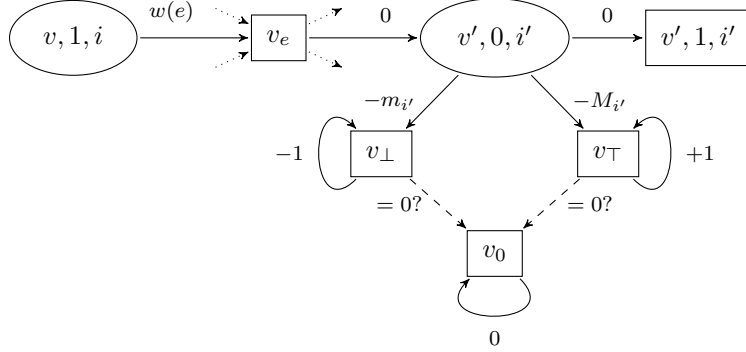 w(e)
0
0
v, 1, i
v_e
v′, 0, i′
v′, 1, i′
−m_{i′}
−M_{i′}
−1
v_⊥
v_⊤
+1
= 0?
= 0?
v_0
0